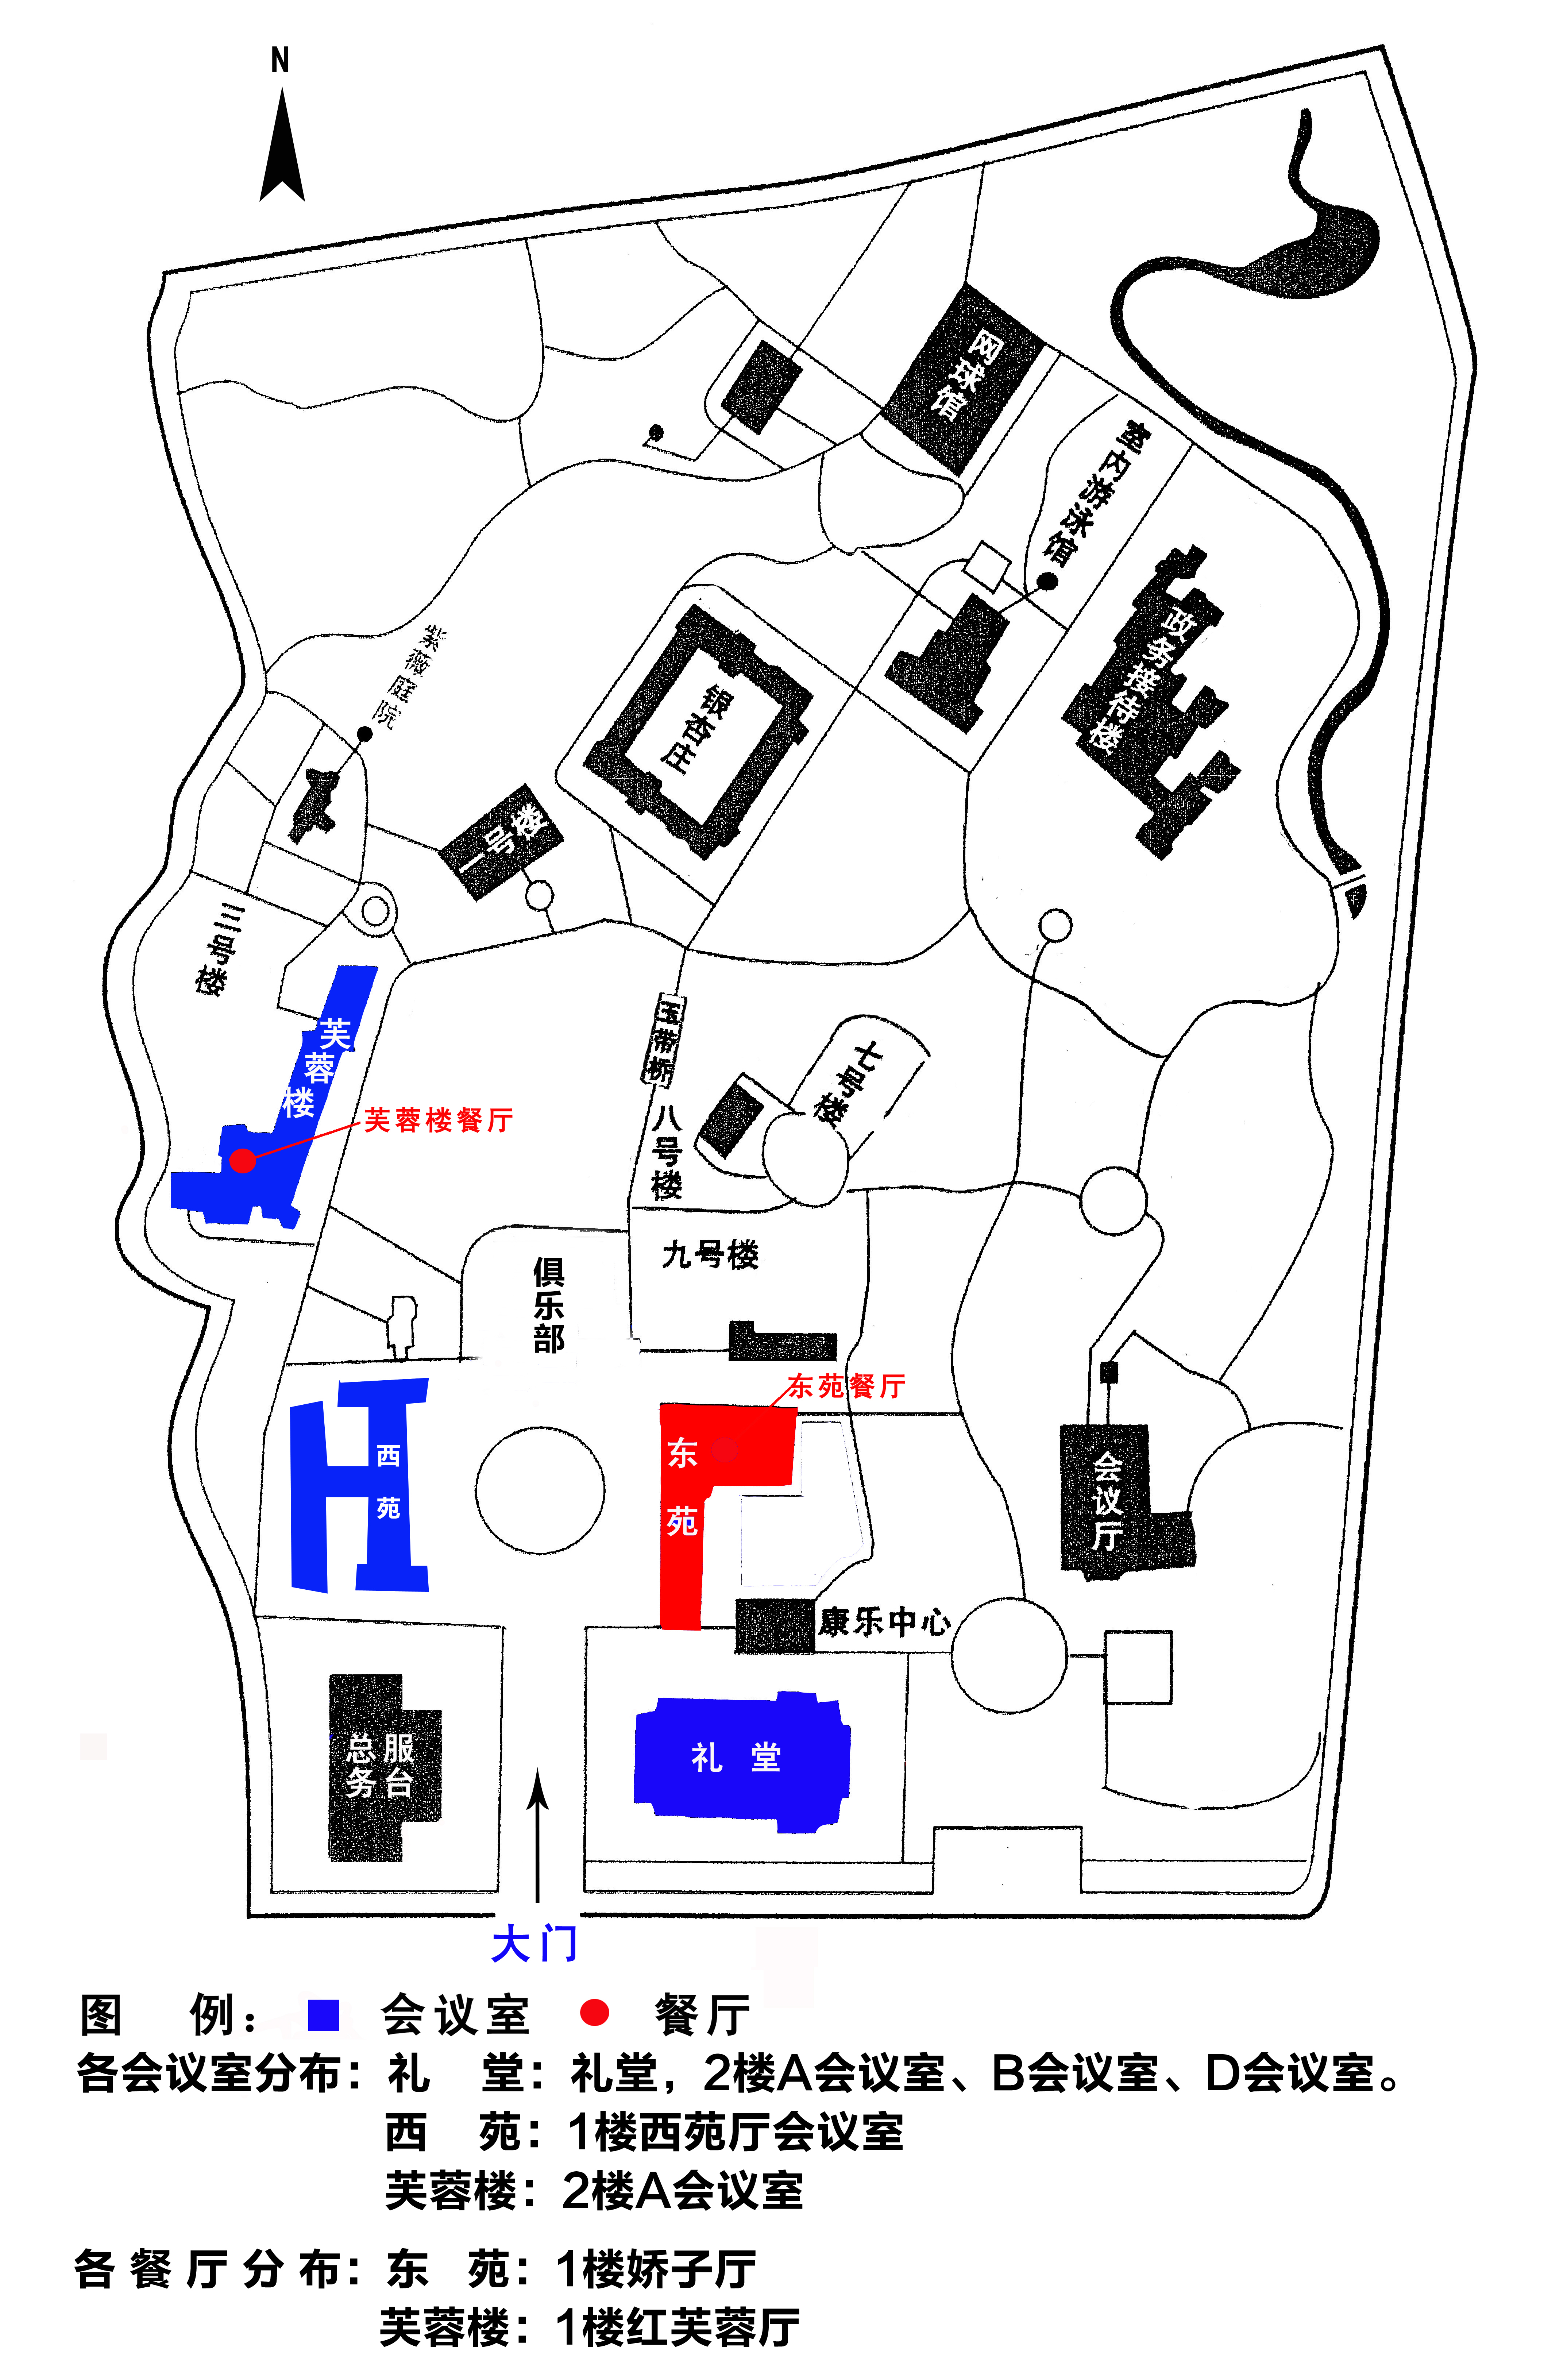 N
网球馆
室内游泳馆
政务接待楼
紫薇庭院
银杏庄
一号楼
三号楼
芙蓉楼
芙蓉楼餐厅
玉带桥
七号楼
八号楼
九号楼
俱乐部
东苑餐厅
西苑
东苑
会议厅
康乐中心
总服
务台
礼 堂
大门
图 例： 会议室 餐厅
各会议室分布：礼 堂：礼堂，2楼A会议室、B会议室、D会议室。
西 苑：1楼西苑厅会议室
芙蓉楼：2楼A会议室
各餐厅分布：东 苑：1楼娇子厅
芙蓉楼：1楼红芙蓉厅